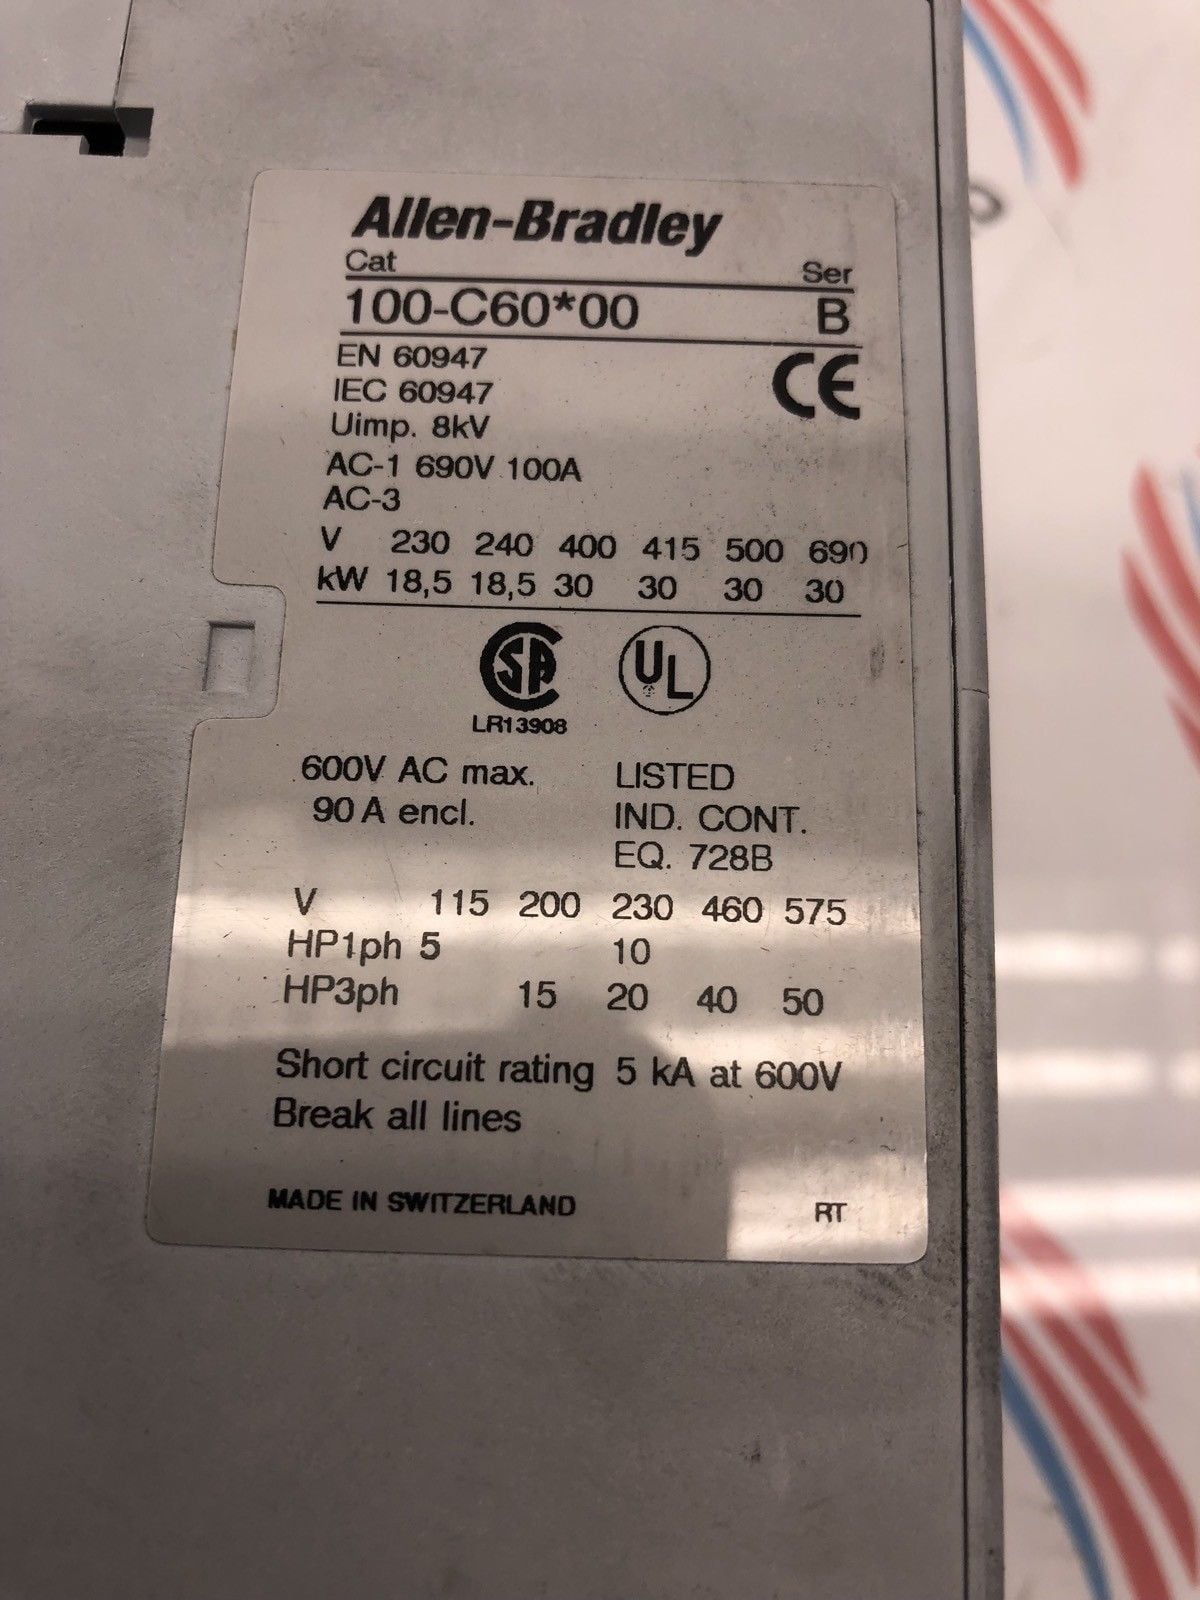 Allen-Bradley
Cat Ser
100-C60*00 B
EN 60947
IEC 60947
CE
Uimp. 8kV
AC-1 690V 100A
AC-3
V 230 240 400 415 500 690
kW 18,5 18,5 30 30 30 30
SA UL
LR13908
600V AC max. LISTED
90 A encl. IND. CONT.
EQ. 728B
V 115 200 230 460 575
HP1ph 5 10
HP3ph 15 20 40 50
Short circuit rating 5 kA at 600V
Break all lines
MADE IN SWITZERLAND RT